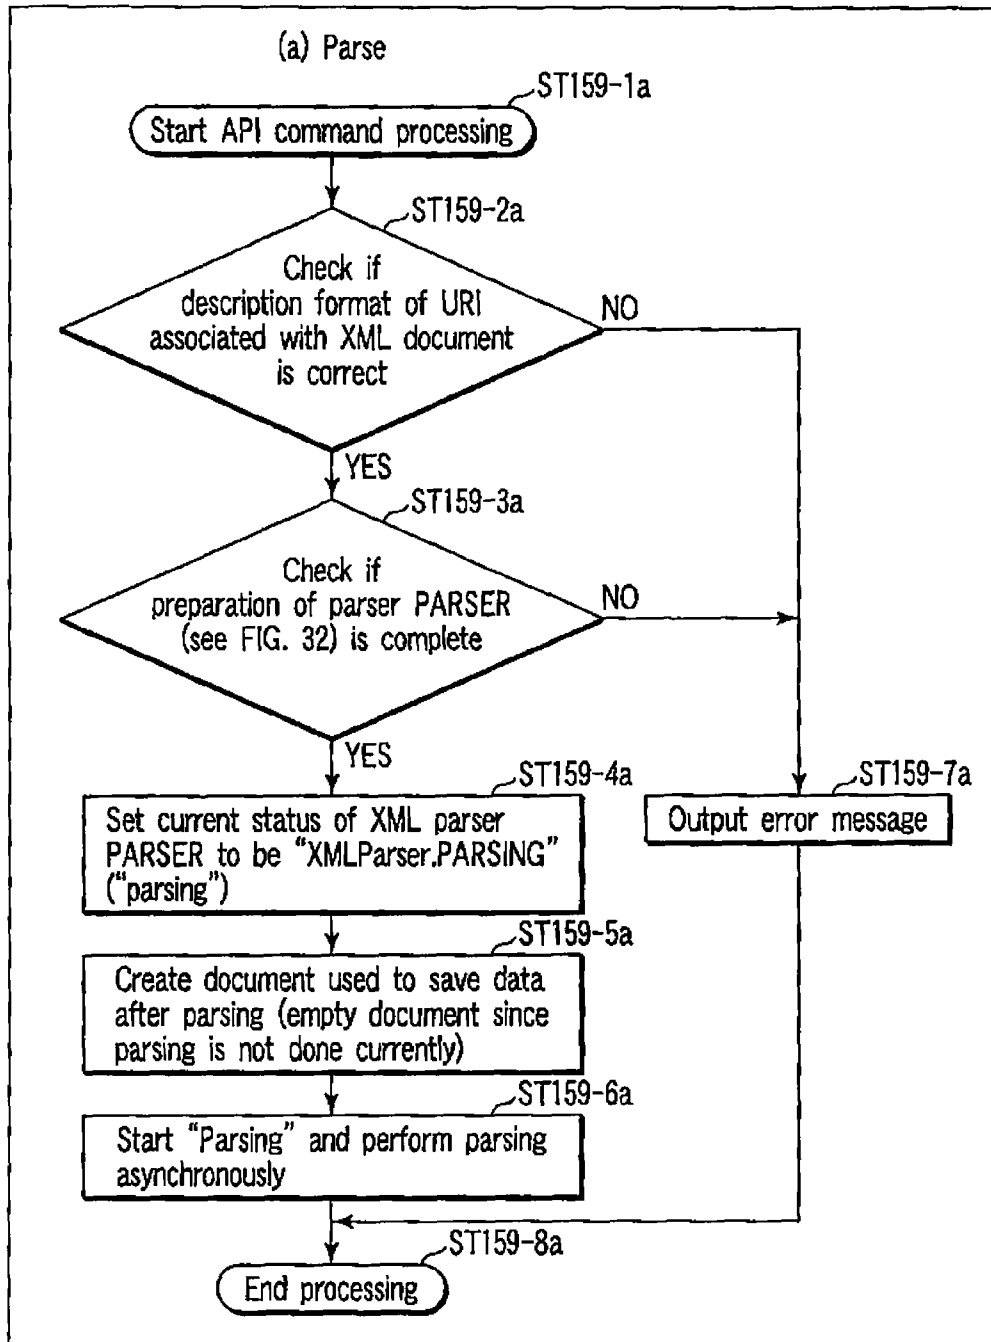 (a) Parse
ST159-1a
Start API command processing
ST159-2a
Check if
description format of URI
associated with XML document
is correct
NO
YES
ST159-3a
Check if
preparation of parser PARSER
(see FIG. 32) is complete
NO
YES
ST159-4a
Set current status of XML parser
PARSER to be “XMLParser.PARSING”
(“parsing”)
ST159-7a
Output error message
ST159-5a
Create document used to save data
after parsing (empty document since
parsing is not done currently)
ST159-6a
Start “Parsing” and perform parsing
asynchronously
ST159-8a
End processing